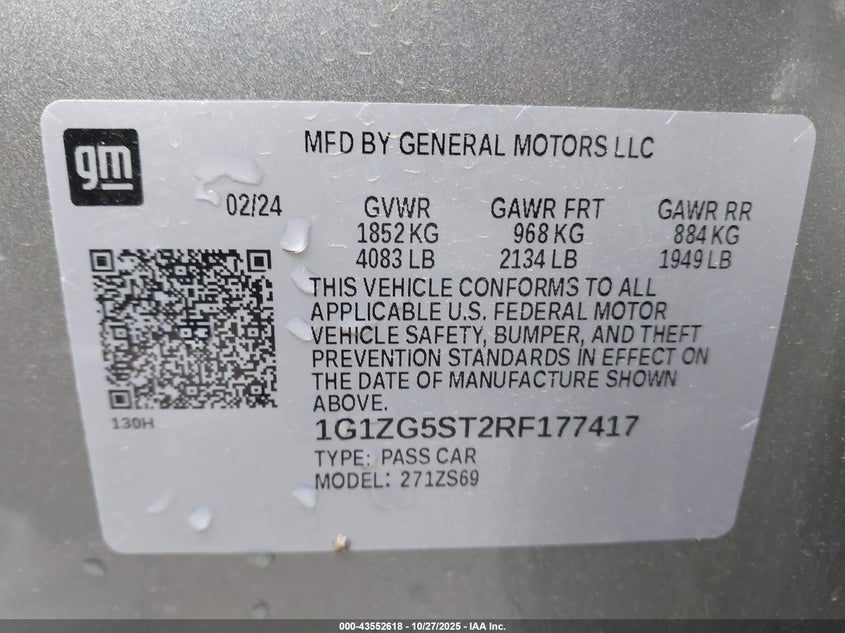 gm
MFD BY GENERAL MOTORS LLC
02/24 GVWR GAWR FRT GAWR RR
1852 KG 968 KG 884 KG
4083 LB 2134 LB 1949 LB
THIS VEHICLE CONFORMS TO ALL
APPLICABLE U.S. FEDERAL MOTOR
VEHICLE SAFETY, BUMPER, AND THEFT
PREVENTION STANDARDS IN EFFECT ON
THE DATE OF MANUFACTURE SHOWN
ABOVE.
130H
1G1ZG5ST2RF177417
TYPE: PASS CAR
MODEL: 271ZS69
000-43552618 - 10/27/2025 - IAA Inc.